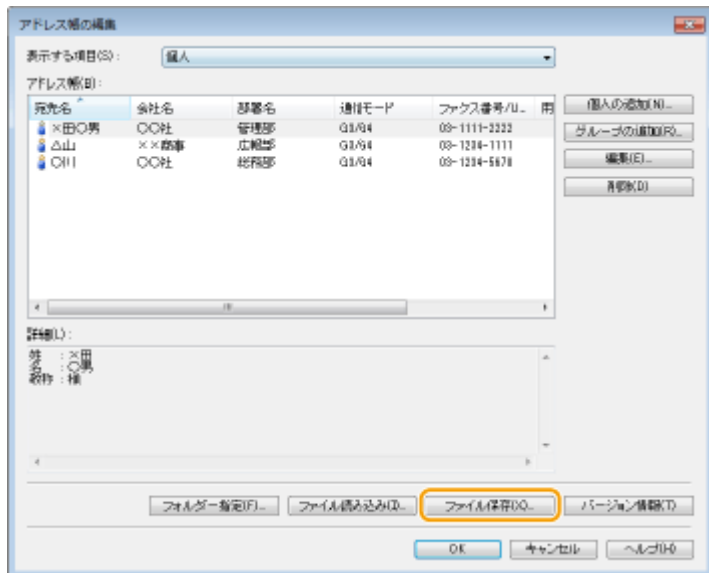 アドレス帳の編集
表示する項目(S): 個人
アドレス帳(B):
宛先名 会社名 部署名 通信モード ファクス番号/U... 用
×田○男 ○○社 管理部 G3/G4 03-1111-2222
△山 ××商事 広報部 G3/G4 03-1234-1111
○川 ○○社 総務部 G3/G4 03-1234-5678
個人の追加(N)...
グループの追加(R)...
編集(E)...
削除(D)
詳細(L):
姓 : ×田
名 : ○男
敬称 : 様
フォルダー指定(F)... ファイル読み込み(I)... ファイル保存(X)... バージョン情報(T)
OK キャンセル ヘルプ(H)